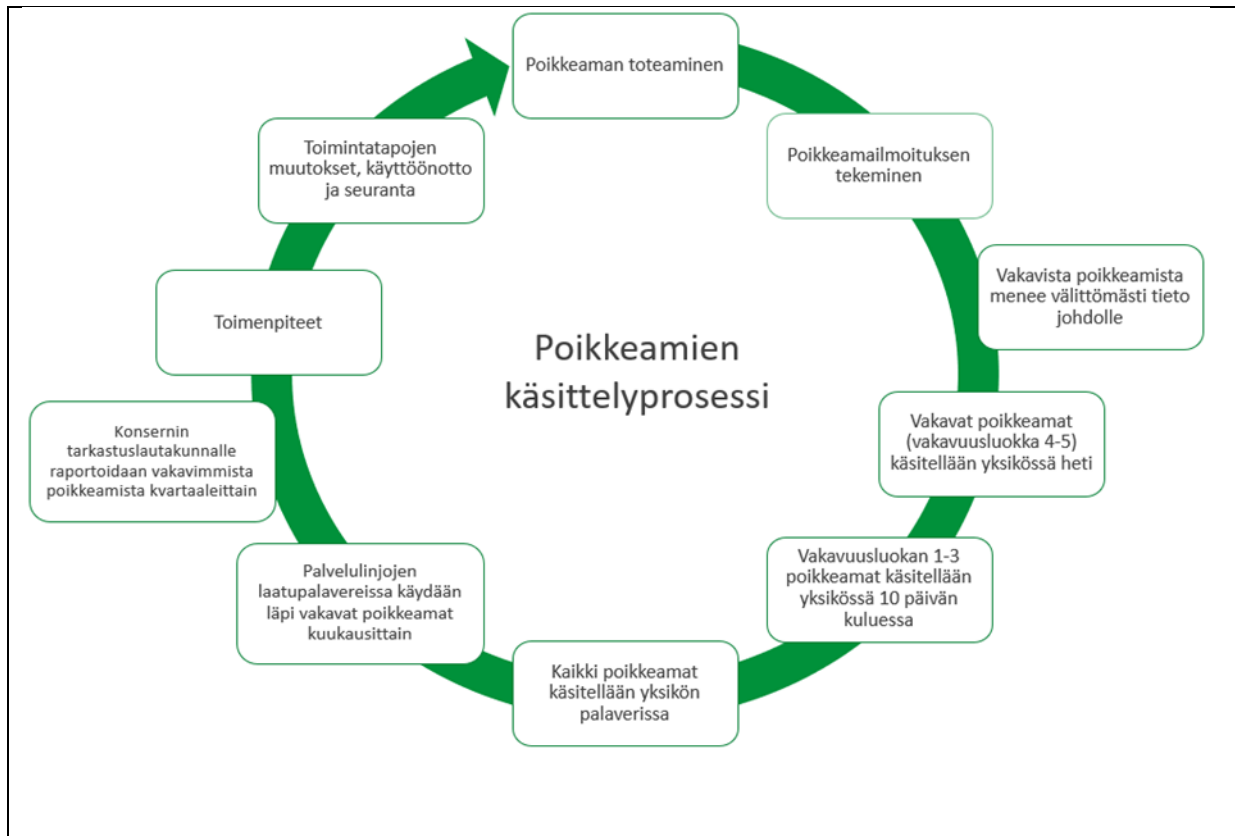 Poikkeaman toteaminen
Poikkeamailmoituksen
tekeminen
Vakavista poikkeamista
menee välittömästi tieto
johdolle
Vakavat poikkeamat
(vakavuusluokka 4-5)
käsitellään yksikössä heti
Vakavuusluokan 1-3
poikkeamat käsitellään
yksikössä 10 päivän
kuluessa
Kaikki poikkeamat
käsitellään yksikön
palaverissa
Palvelulinjojen
laatupalavereissa käydään
läpi vakavat poikkeamat
kuukausittain
Konsernin
tarkastuslautakunnalle
raportoidaan vakavimmista
poikkeamista kvartaaleittain
Toimenpiteet
Toimintatapojen
muutokset, käyttöönotto
ja seuranta
Poikkeamien
käsittelyprosessi